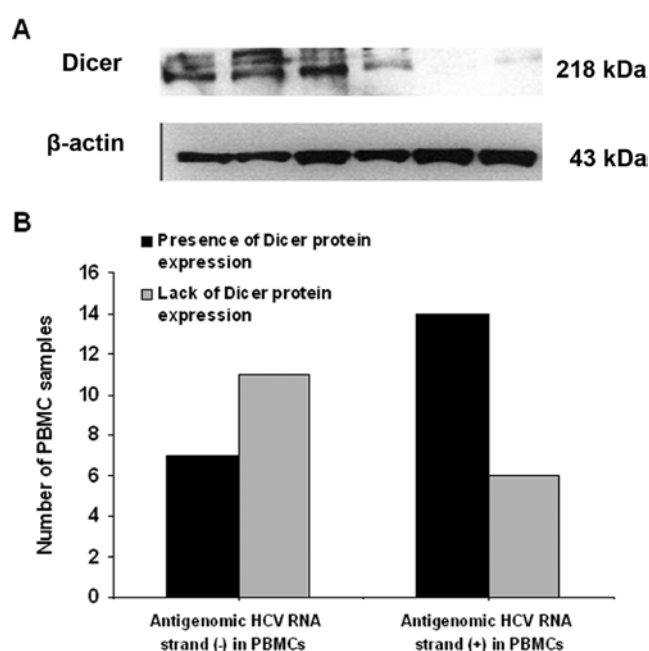 A
Dicer
218 kDa
β-actin
43 kDa
B
Presence of Dicer protein
expression
Lack of Dicer protein
expression
Number of PBMC samples
16
14
12
10
8
6
4
2
0
Antigenomic HCV RNA
strand (-) in PBMCs
Antigenomic HCV RNA
strand (+) in PBMCs